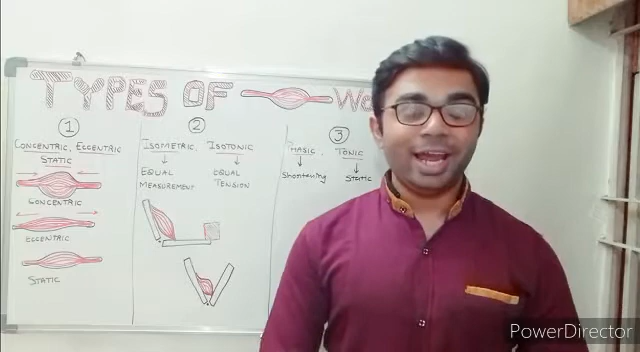 TYPES OF
1
CONCENTRIC, ECCENTRIC
STATIC
CONCENTRIC
ECCENTRIC
STATIC
2
ISOMETRIC, ISOTONIC
EQUAL
MEASUREMENT
EQUAL
TENSION
3
PHASIC, TONIC
Shortening
Static
PowerDirector